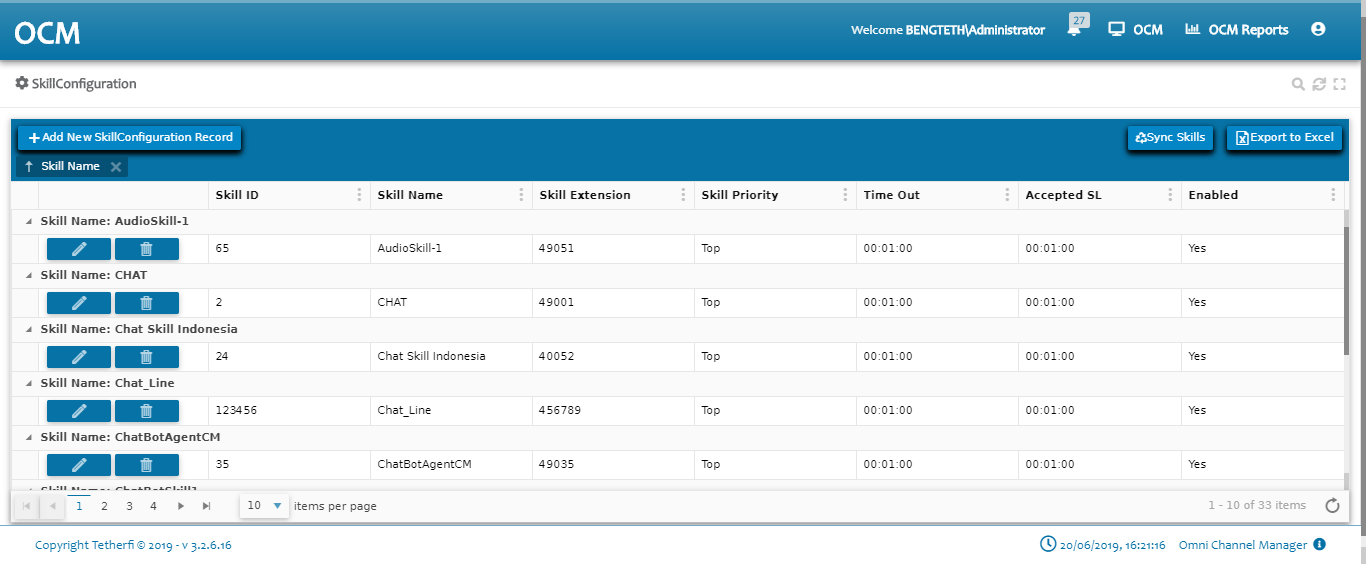 OCM
Welcome BENGTETH\Administrator
27
OCM
OCM Reports
SkillConfiguration
Add New SkillConfiguration Record
Sync Skills
Export to Excel
Skill Name
Skill ID Skill Name Skill Extension Skill Priority Time Out Accepted SL Enabled
Skill Name: AudioSkill-1
65 AudioSkill-1 49051 Top 00:01:00 00:01:00 Yes
Skill Name: CHAT
2 CHAT 49001 Top 00:01:00 00:01:00 Yes
Skill Name: Chat Skill Indonesia
24 Chat Skill Indonesia 40052 Top 00:01:00 00:01:00 Yes
Skill Name: Chat_Line
123456 Chat_Line 456789 Top 00:01:00 00:01:00 Yes
Skill Name: ChatBotAgentCM
35 ChatBotAgentCM 49035 Top 00:01:00 00:01:00 Yes
Skill Name: ChatBotSkill1
1 2 3 4 10 items per page 1 - 10 of 33 items
Copyright Tetherfi © 2019 - v 3.2.6.16
20/06/2019, 16:21:16 Omni Channel Manager